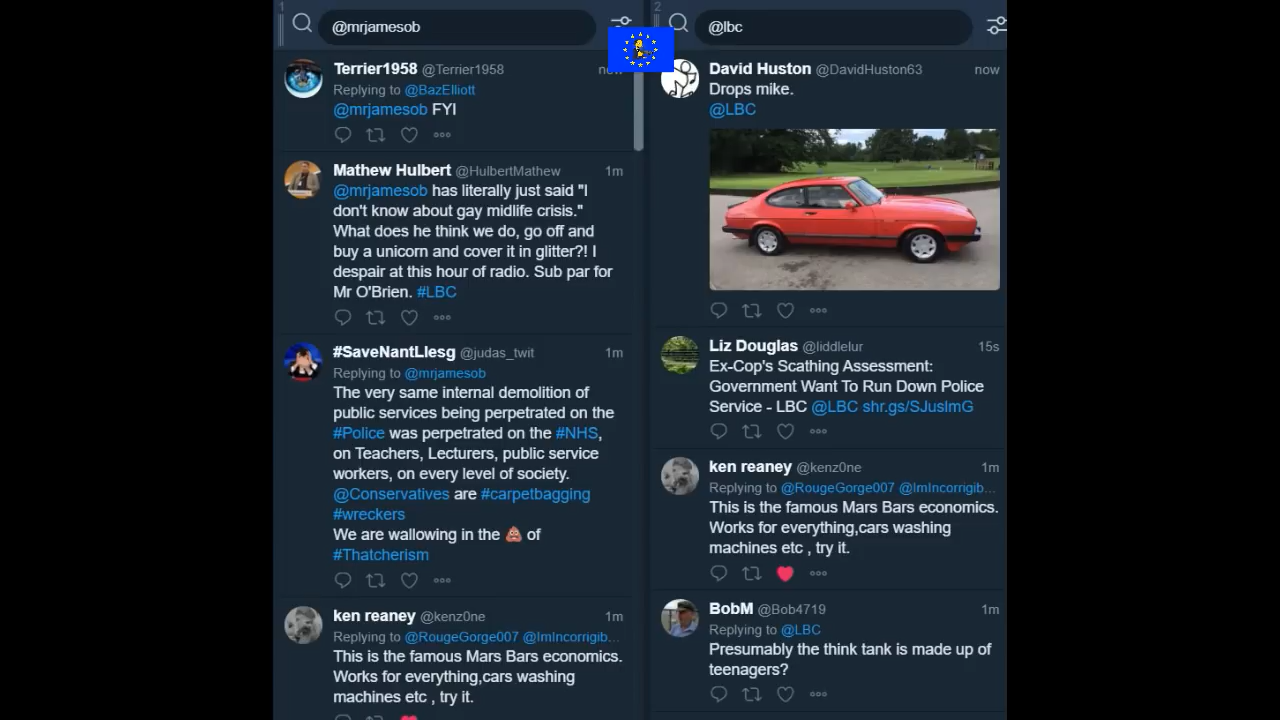 1
@mrjamesob
Terrier1958 @Terrier1958 now
Replying to @BazElliott
@mrjamesob FYI
Mathew Hulbert @HulbertMathew 1m
@mrjamesob has literally just said "I
don't know about gay midlife crisis."
What does he think we do, go off and
buy a unicorn and cover it in glitter?! I
despair at this hour of radio. Sub par for
Mr O'Brien. #LBC
#SaveNantLlesg @judas_twit 1m
Replying to @mrjamesob
The very same internal demolition of
public services being perpetrated on the
#Police was perpetrated on the #NHS,
on Teachers, Lecturers, public service
workers, on every level of society.
@Conservatives are #carpetbagging
#wreckers
We are wallowing in the 💩 of
#Thatcherism
ken reaney @kenz0ne 1m
Replying to @RougeGorge007 @ImIncorrigib...
This is the famous Mars Bars economics.
Works for everything,cars washing
machines etc , try it.
2
@lbc
David Huston @DavidHuston63 now
Drops mike.
@LBC
Liz Douglas @liddlelur 15s
Ex-Cop's Scathing Assessment:
Government Want To Run Down Police
Service - LBC @LBC shr.gs/SJuslmG
ken reaney @kenz0ne 1m
Replying to @RougeGorge007 @ImIncorrigib...
This is the famous Mars Bars economics.
Works for everything,cars washing
machines etc , try it.
BobM @Bob4719 1m
Replying to @LBC
Presumably the think tank is made up of
teenagers?